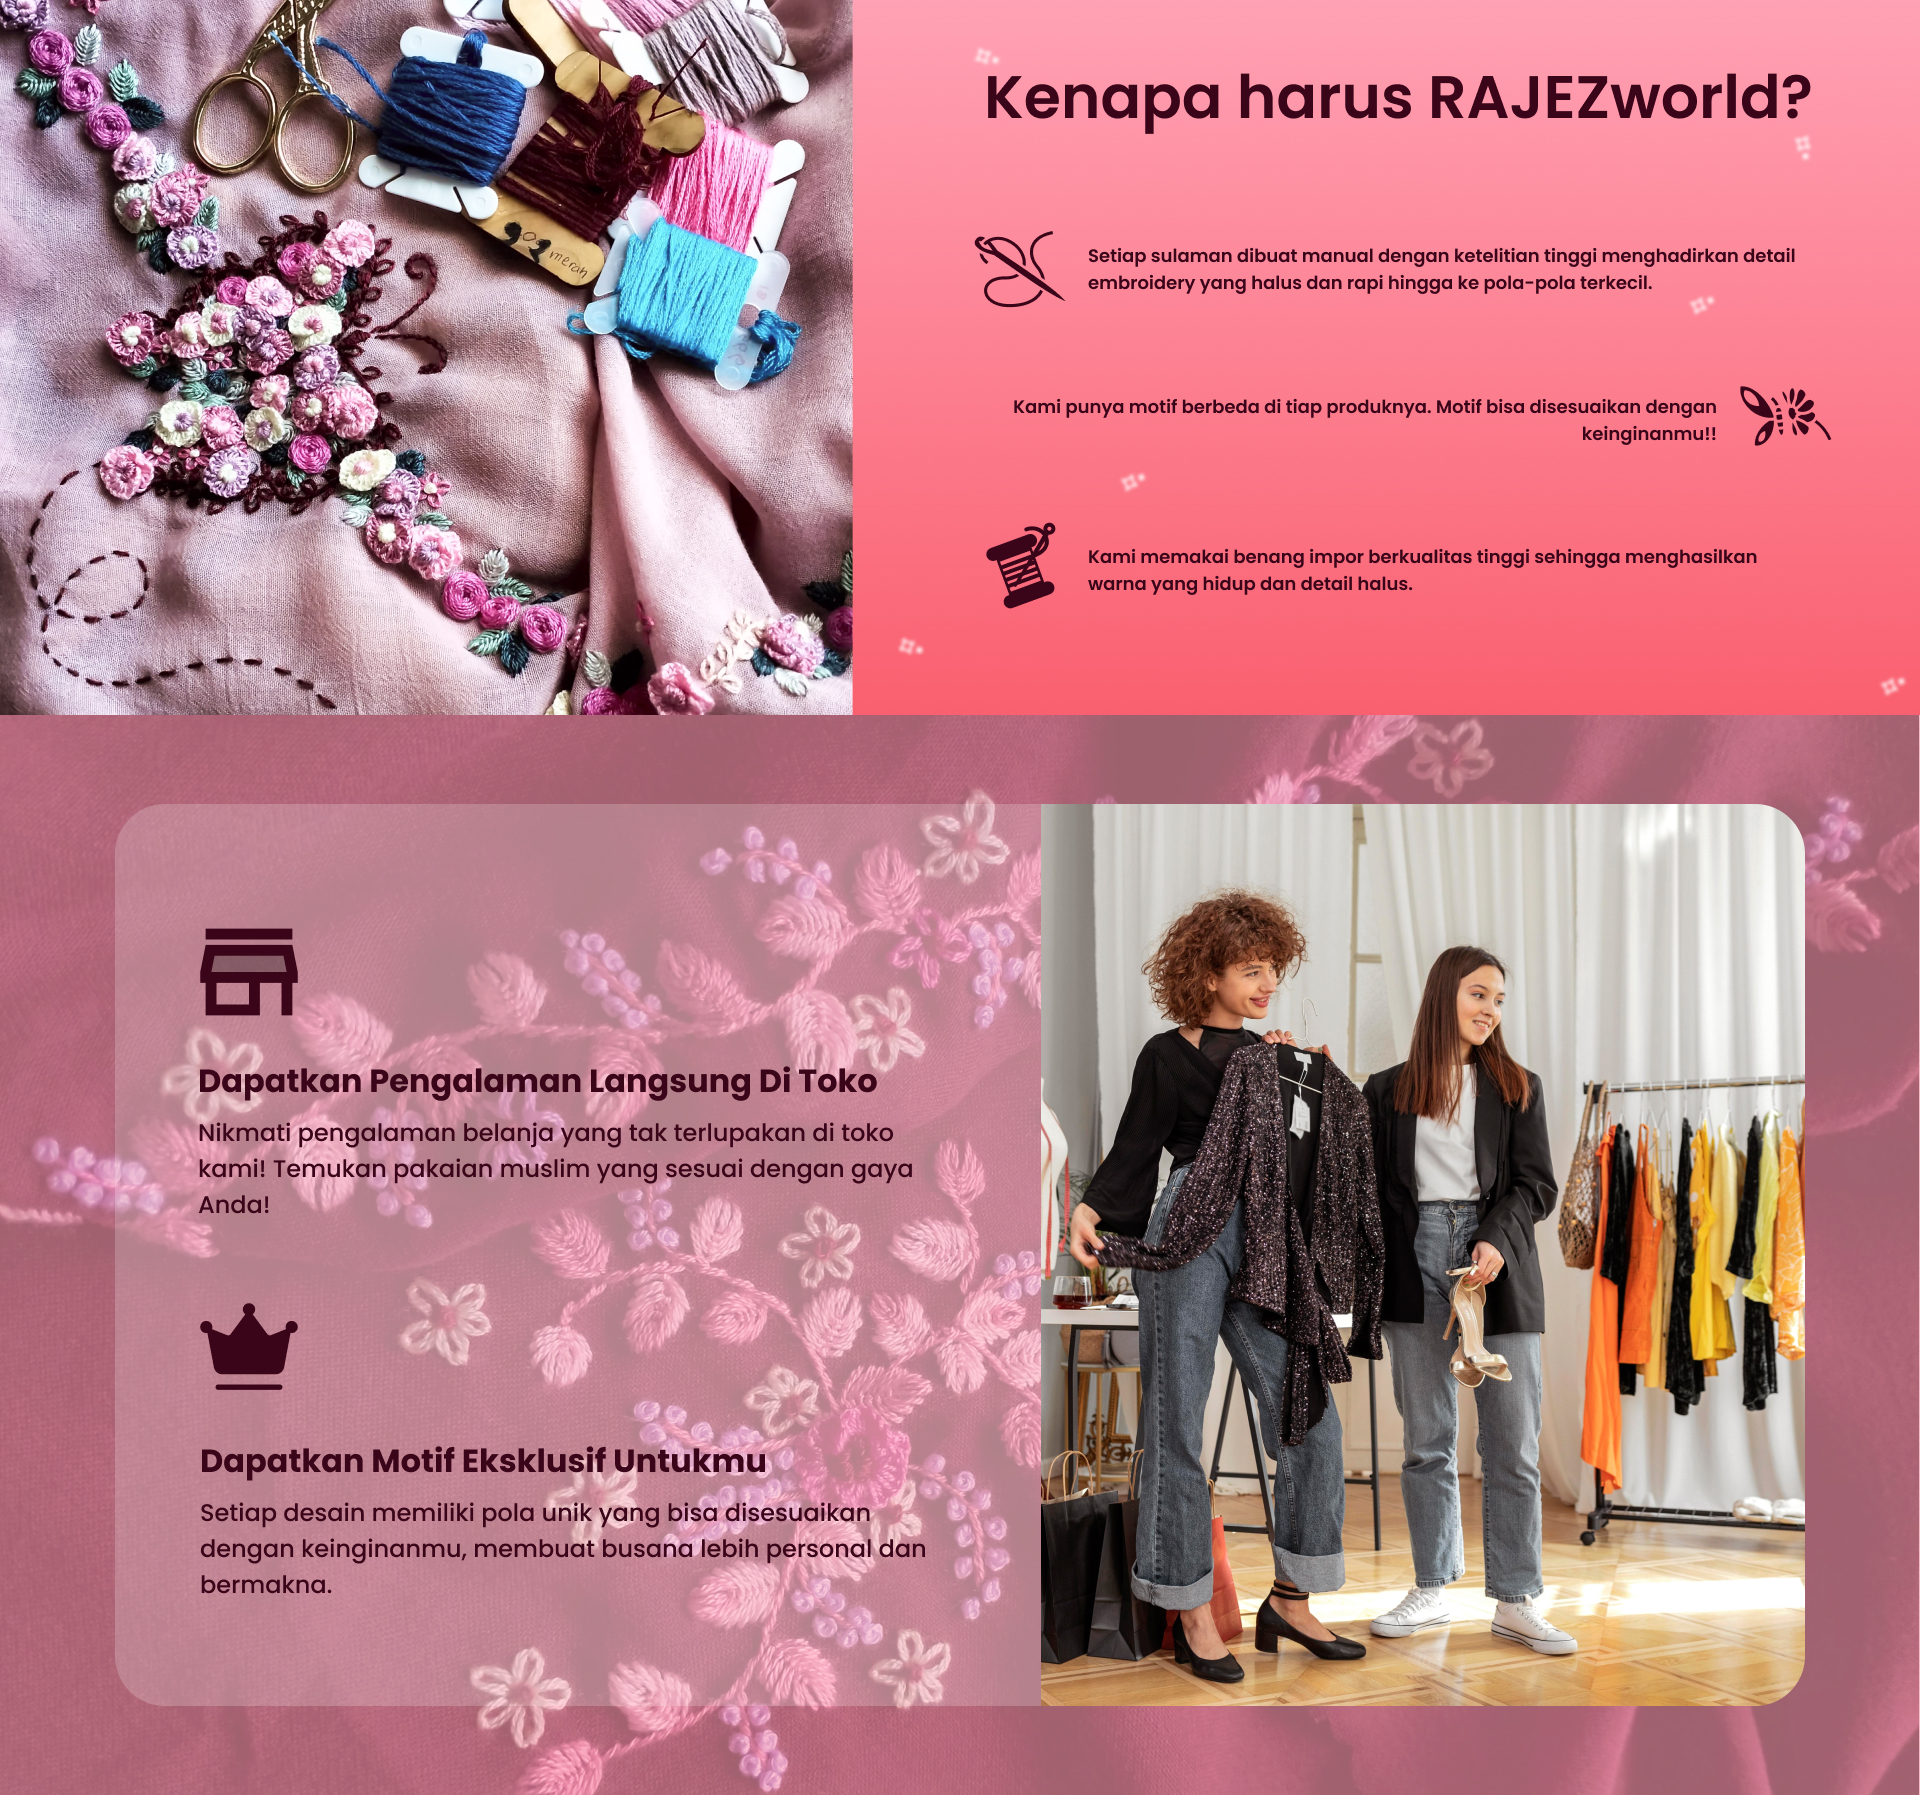 Kenapa harus RAJEZworld?
Setiap sulaman dibuat manual dengan ketelitian tinggi menghadirkan detail
embroidery yang halus dan rapi hingga ke pola-pola terkecil.
Kami punya motif berbeda di tiap produknya. Motif bisa disesuaikan dengan
keinginanmu!!
Kami memakai benang impor berkualitas tinggi sehingga menghasilkan
warna yang hidup dan detail halus.
merah
Dapatkan Pengalaman Langsung Di Toko
Nikmati pengalaman belanja yang tak terlupakan di toko
kami! Temukan pakaian muslim yang sesuai dengan gaya
Anda!
Dapatkan Motif Eksklusif Untukmu
Setiap desain memiliki pola unik yang bisa disesuaikan
dengan keinginanmu, membuat busana lebih personal dan
bermakna.